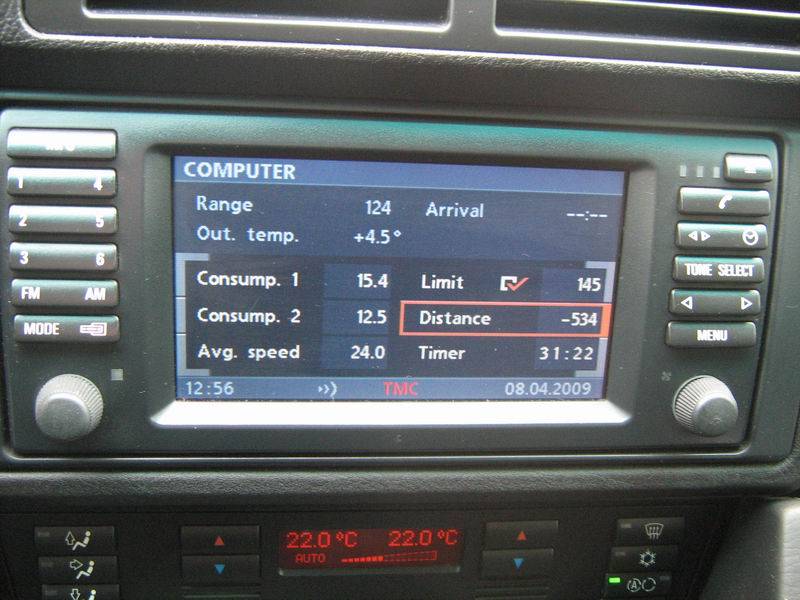 COMPUTER
Range 124 Arrival --:--
Out. temp. +4.5°
Consump. 1 15.4 Limit 145
Consump. 2 12.5 Distance -534
Avg. speed 24.0 Timer 31:22
12:56 TMC 08.04.2009
1 4
2 5
3 6
FM AM
MODE
TONE SELECT
MENU
22.0 °C 22.0 °C
AUTO
A